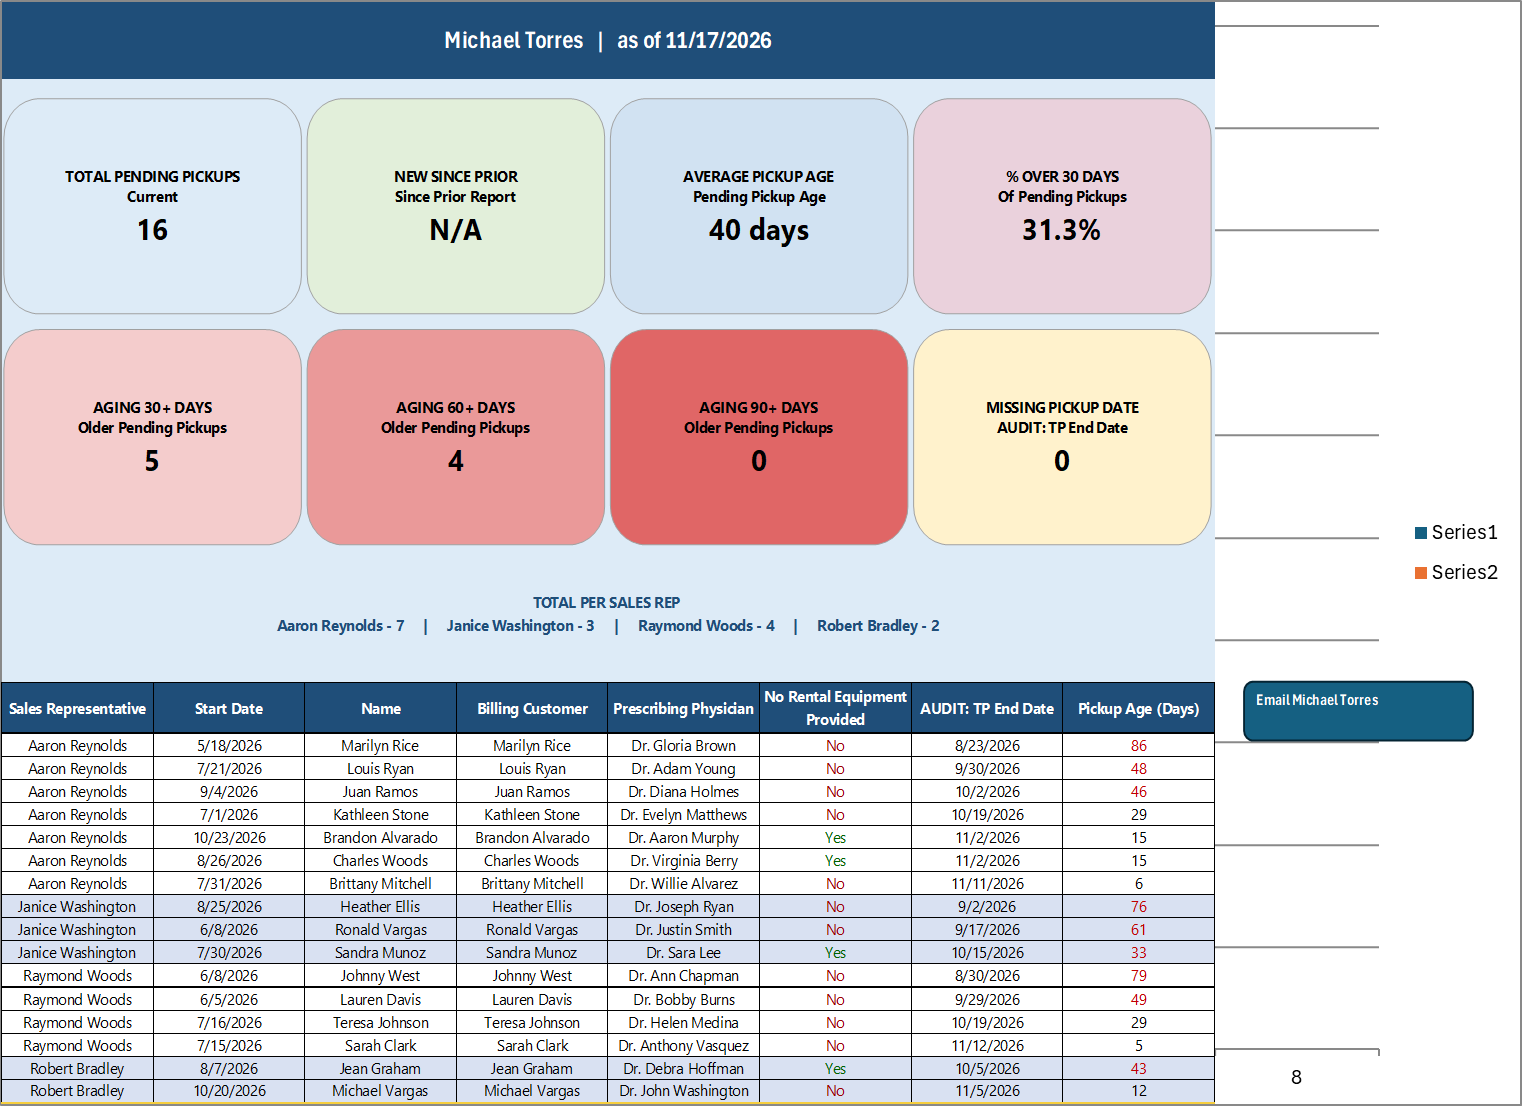 Michael Torres | as of 11/17/2026
TOTAL PENDING PICKUPS
Current
16
NEW SINCE PRIOR
Since Prior Report
N/A
AVERAGE PICKUP AGE
Pending Pickup Age
40 days
% OVER 30 DAYS
Of Pending Pickups
31.3%
AGING 30+ DAYS
Older Pending Pickups
5
AGING 60+ DAYS
Older Pending Pickups
4
AGING 90+ DAYS
Older Pending Pickups
0
MISSING PICKUP DATE
AUDIT: TP End Date
0
Series1
Series2
TOTAL PER SALES REP
Aaron Reynolds - 7 | Janice Washington - 3 | Raymond Woods - 4 | Robert Bradley - 2
Email Michael Torres
Sales Representative Start Date Name Billing Customer Prescribing Physician No Rental Equipment Provided AUDIT: TP End Date Pickup Age (Days)
Aaron Reynolds 5/18/2026 Marilyn Rice Marilyn Rice Dr. Gloria Brown No 8/23/2026 86
Aaron Reynolds 7/21/2026 Louis Ryan Louis Ryan Dr. Adam Young No 9/30/2026 48
Aaron Reynolds 9/4/2026 Juan Ramos Juan Ramos Dr. Diana Holmes No 10/2/2026 46
Aaron Reynolds 7/1/2026 Kathleen Stone Kathleen Stone Dr. Evelyn Matthews No 10/19/2026 29
Aaron Reynolds 10/23/2026 Brandon Alvarado Brandon Alvarado Dr. Aaron Murphy Yes 11/2/2026 15
Aaron Reynolds 8/26/2026 Charles Woods Charles Woods Dr. Virginia Berry Yes 11/2/2026 15
Aaron Reynolds 7/31/2026 Brittany Mitchell Brittany Mitchell Dr. Willie Alvarez No 11/11/2026 6
Janice Washington 8/25/2026 Heather Ellis Heather Ellis Dr. Joseph Ryan No 9/2/2026 76
Janice Washington 6/8/2026 Ronald Vargas Ronald Vargas Dr. Justin Smith No 9/17/2026 61
Janice Washington 7/30/2026 Sandra Munoz Sandra Munoz Dr. Sara Lee Yes 10/15/2026 33
Raymond Woods 6/8/2026 Johnny West Johnny West Dr. Ann Chapman No 8/30/2026 79
Raymond Woods 6/5/2026 Lauren Davis Lauren Davis Dr. Bobby Burns No 9/29/2026 49
Raymond Woods 7/16/2026 Teresa Johnson Teresa Johnson Dr. Helen Medina No 10/19/2026 29
Raymond Woods 7/15/2026 Sarah Clark Sarah Clark Dr. Anthony Vasquez No 11/12/2026 5
Robert Bradley 8/7/2026 Jean Graham Jean Graham Dr. Debra Hoffman Yes 10/5/2026 43
Robert Bradley 10/20/2026 Michael Vargas Michael Vargas Dr. John Washington No 11/5/2026 12
8